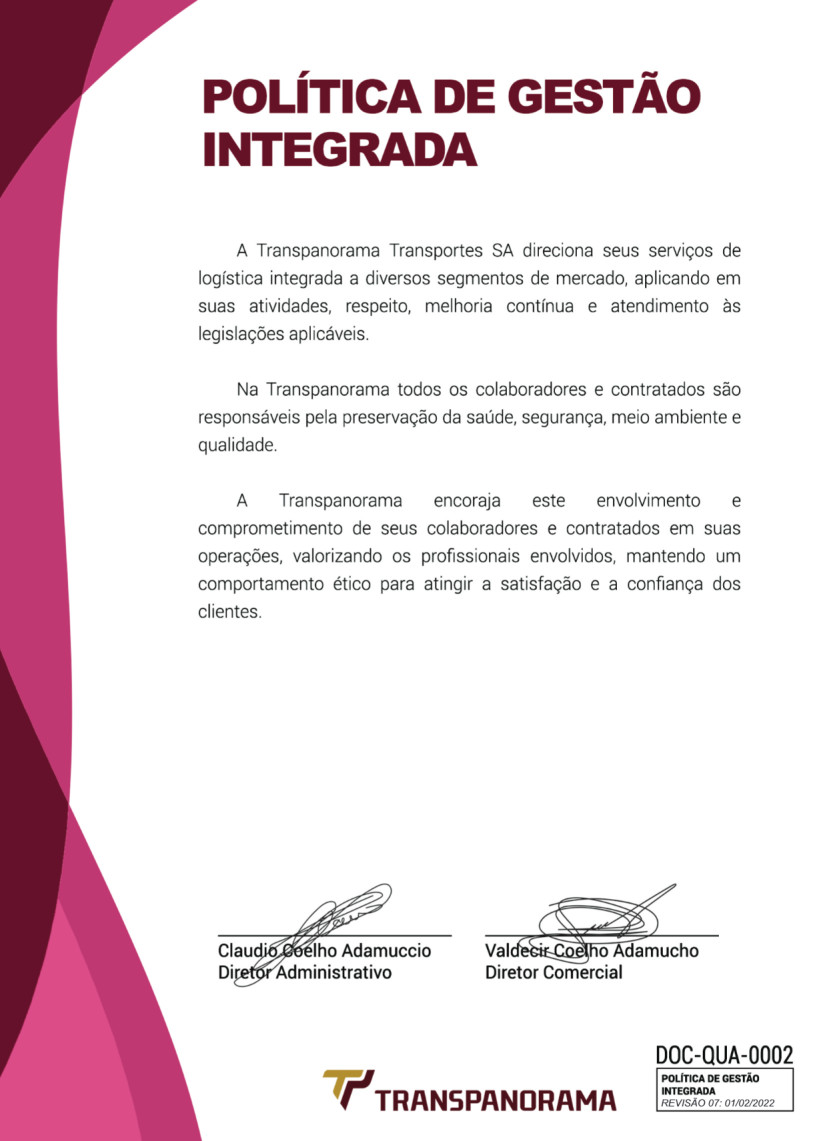 POLÍTICA DE GESTÃO
INTEGRADA
A Transpanorama Transportes SA direciona seus serviços de
logística integrada a diversos segmentos de mercado, aplicando em
suas atividades, respeito, melhoria contínua e atendimento às
legislações aplicáveis.
Na Transpanorama todos os colaboradores e contratados são
responsáveis pela preservação da saúde, segurança, meio ambiente e
qualidade.
A Transpanorama encoraja este envolvimento e
comprometimento de seus colaboradores e contratados em suas
operações, valorizando os profissionais envolvidos, mantendo um
comportamento ético para atingir a satisfação e a confiança dos
clientes.
Claudio Coelho Adamuccio
Diretor Administrativo
Valdecir Coelho Adamucho
Diretor Comercial
TRANSPANORAMA
DOC-QUA-0002
POLÍTICA DE GESTÃO
INTEGRADA
REVISÃO 07: 01/02/2022